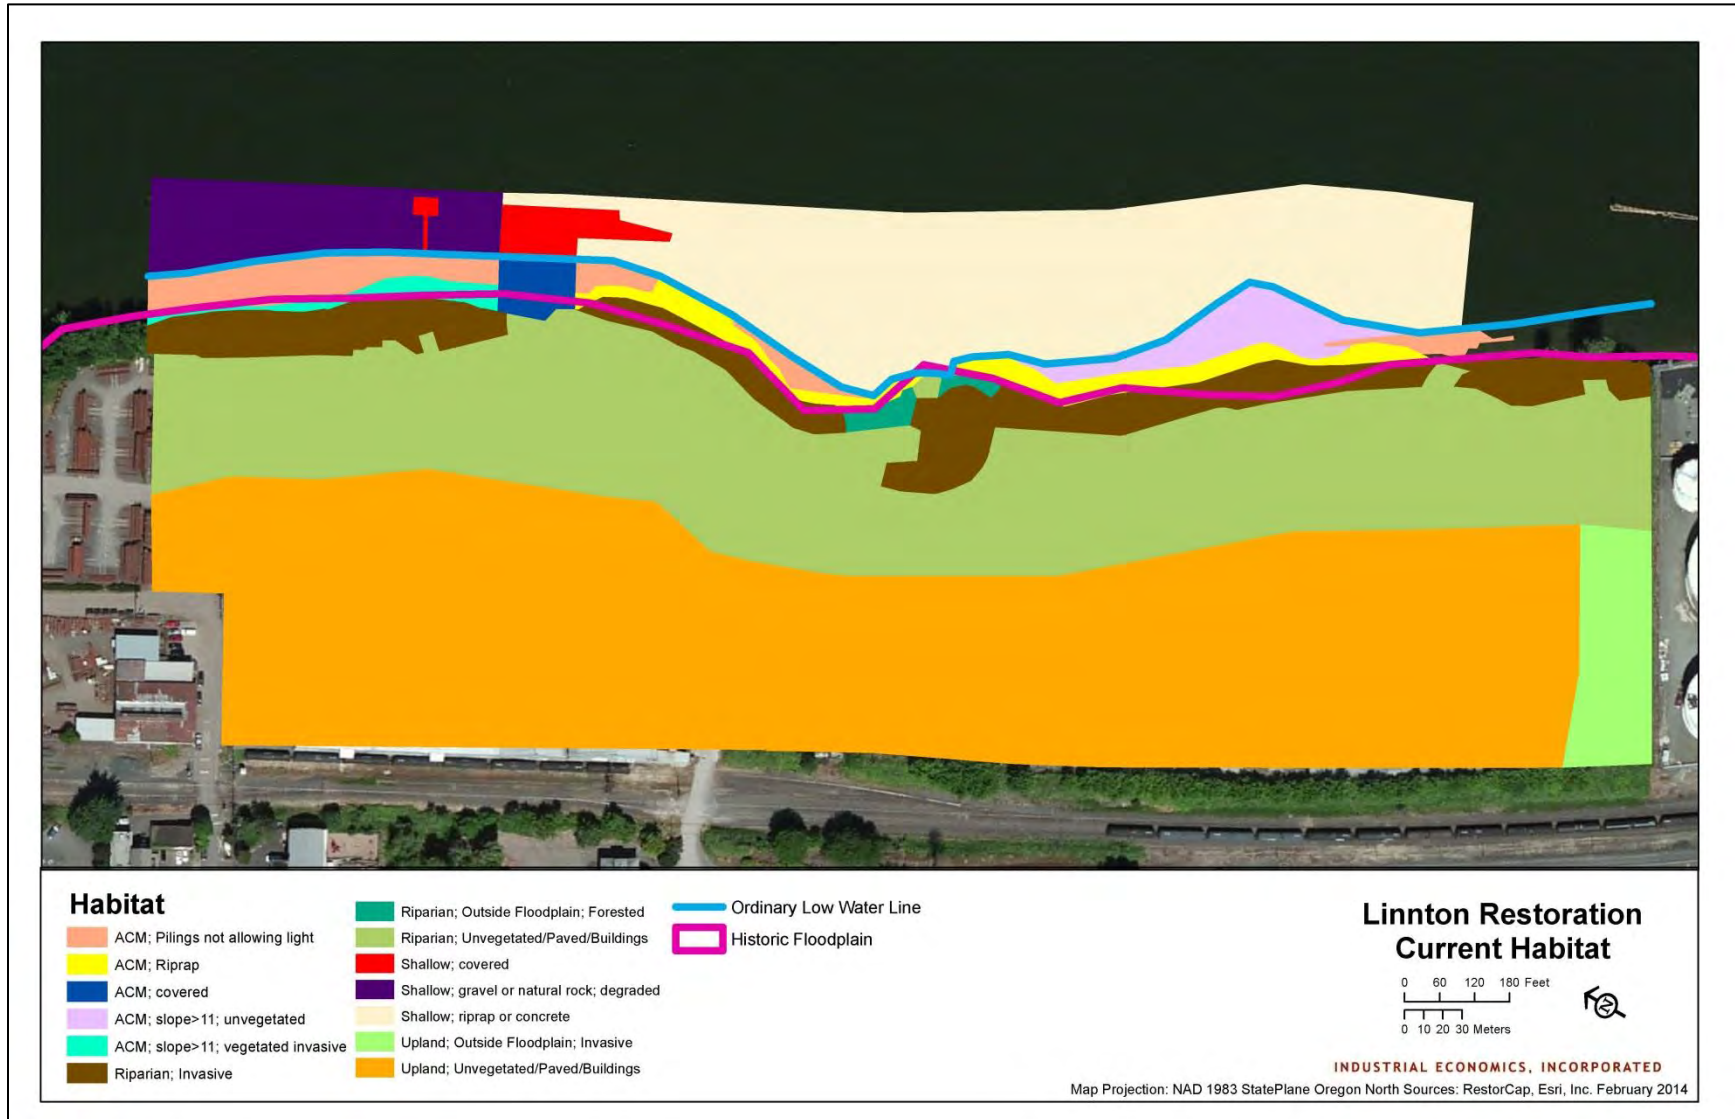 Habitat
ACM; Pilings not allowing light
ACM; Riprap
ACM; covered
ACM; slope>11; unvegetated
ACM; slope>11; vegetated invasive
Riparian; Invasive
Riparian; Outside Floodplain; Forested
Riparian; Unvegetated/Paved/Buildings
Shallow; covered
Shallow; gravel or natural rock; degraded
Shallow; riprap or concrete
Upland; Outside Floodplain; Invasive
Upland; Unvegetated/Paved/Buildings
Ordinary Low Water Line
Historic Floodplain
Linnton Restoration
Current Habitat
0 60 120 180 Feet
0 10 20 30 Meters
N
INDUSTRIAL ECONOMICS, INCORPORATED
Map Projection: NAD 1983 StatePlane Oregon North Sources: RestorCap, Esri, Inc. February 2014